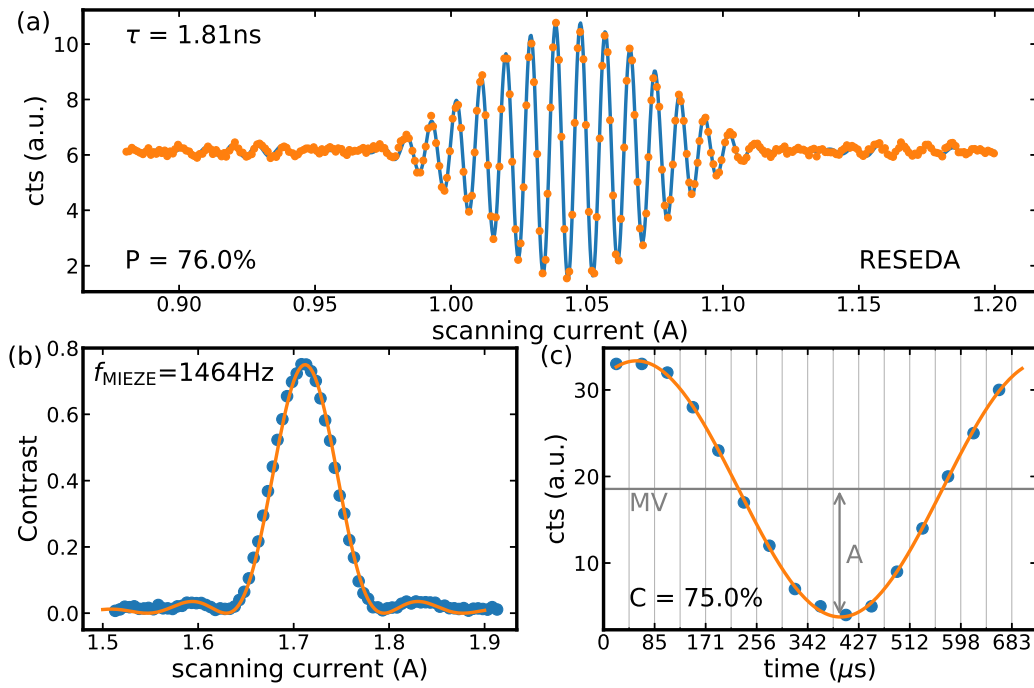 (a)
τ = 1.81ns
10
8
6
4
2
cts (a.u.)
P = 76.0%
RESEDA
0.90 0.95 1.00 1.05 1.10 1.15 1.20
scanning current (A)
(b)
f_MIEZE=1464Hz
0.8
0.6
0.4
0.2
0.0
Contrast
1.5 1.6 1.7 1.8 1.9
scanning current (A)
(c)
30
20
10
cts (a.u.)
MV
A
C = 75.0%
0 85 171 256 342 427 512 598 683
time (μs)